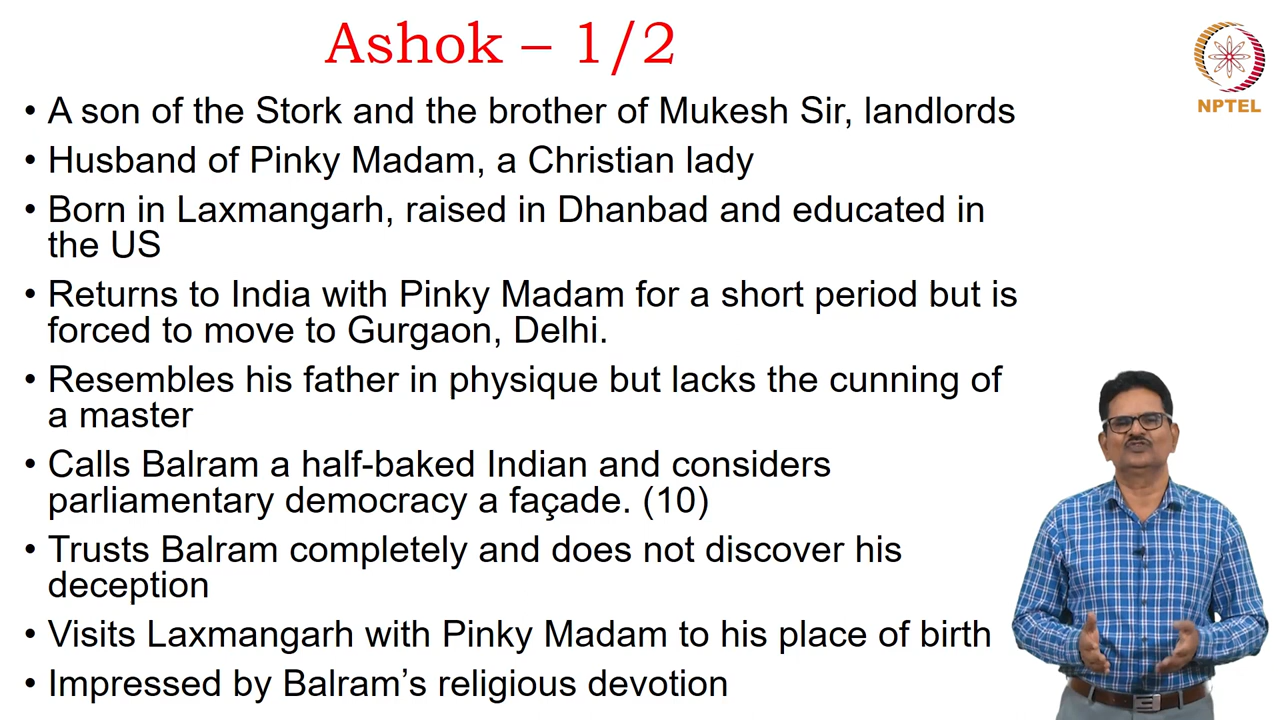 Ashok – 1/2
NPTEL
• A son of the Stork and the brother of Mukesh Sir, landlords
• Husband of Pinky Madam, a Christian lady
• Born in Laxmangarh, raised in Dhanbad and educated in
the US
• Returns to India with Pinky Madam for a short period but is
forced to move to Gurgaon, Delhi.
• Resembles his father in physique but lacks the cunning of
a master
• Calls Balram a half-baked Indian and considers
parliamentary democracy a façade. (10)
• Trusts Balram completely and does not discover his
deception
• Visits Laxmangarh with Pinky Madam to his place of birth
• Impressed by Balram’s religious devotion